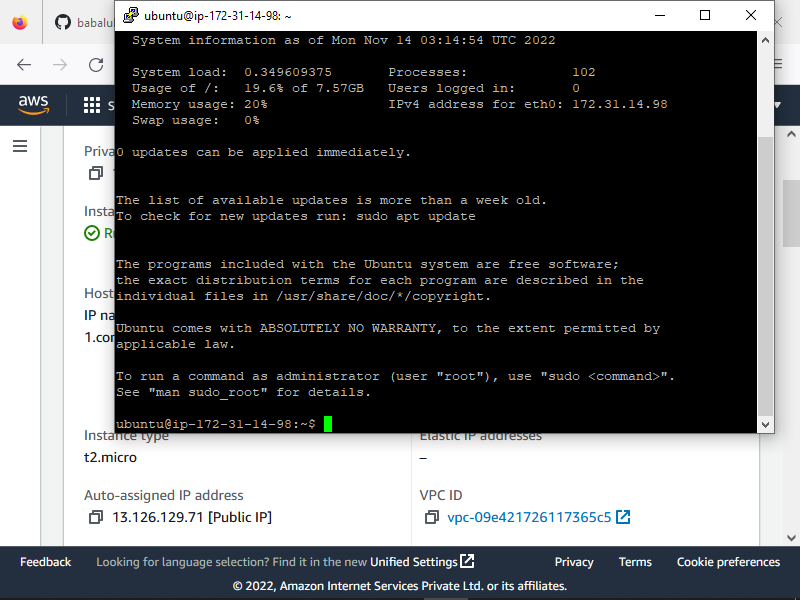 ubuntu@ip-172-31-14-98: ~
babalu
System information as of Mon Nov 14 03:14:54 UTC 2022
System load: 0.349609375 Processes: 102
Usage of /: 19.6% of 7.57GB Users logged in: 0
Memory usage: 20% IPv4 address for eth0: 172.31.14.98
Swap usage: 0%
0 updates can be applied immediately.
The list of available updates is more than a week old.
To check for new updates run: sudo apt update
The programs included with the Ubuntu system are free software;
the exact distribution terms for each program are described in the
individual files in /usr/share/doc/*/copyright.
Ubuntu comes with ABSOLUTELY NO WARRANTY, to the extent permitted by
applicable law.
To run a command as administrator (user "root"), use "sudo <command>".
See "man sudo_root" for details.
ubuntu@ip-172-31-14-98:~$
aws
S
Priva
Insta
R
Host
IP na
1.con
Instance type
t2.micro
Auto-assigned IP address
13.126.129.71 [Public IP]
Elastic IP addresses
–
VPC ID
vpc-09e421726117365c5
Feedback Looking for language selection? Find it in the new Unified Settings Privacy Terms Cookie preferences
© 2022, Amazon Internet Services Private Ltd. or its affiliates.